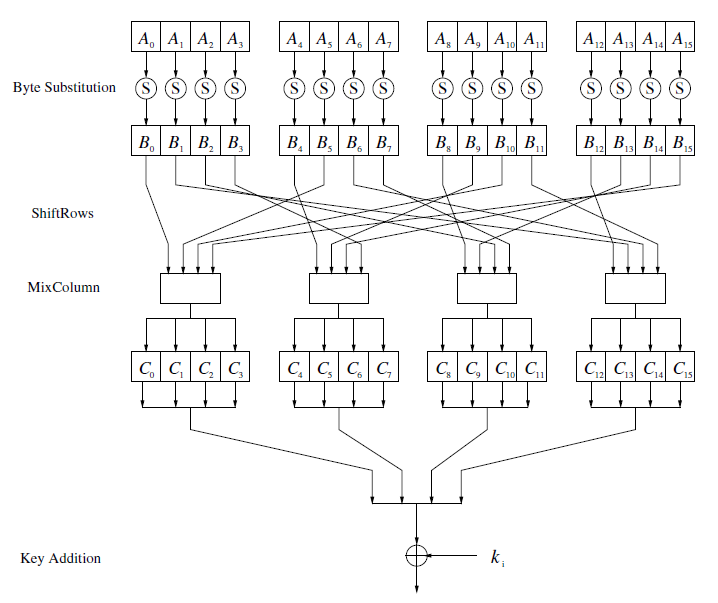 A0 A1 A2 A3 A4 A5 A6 A7 A8 A9 A10 A11 A12 A13 A14 A15
Byte Substitution S S S S S S S S S S S S S S S S
B0 B1 B2 B3 B4 B5 B6 B7 B8 B9 B10 B11 B12 B13 B14 B15
ShiftRows
MixColumn
C0 C1 C2 C3 C4 C5 C6 C7 C8 C9 C10 C11 C12 C13 C14 C15
Key Addition ki